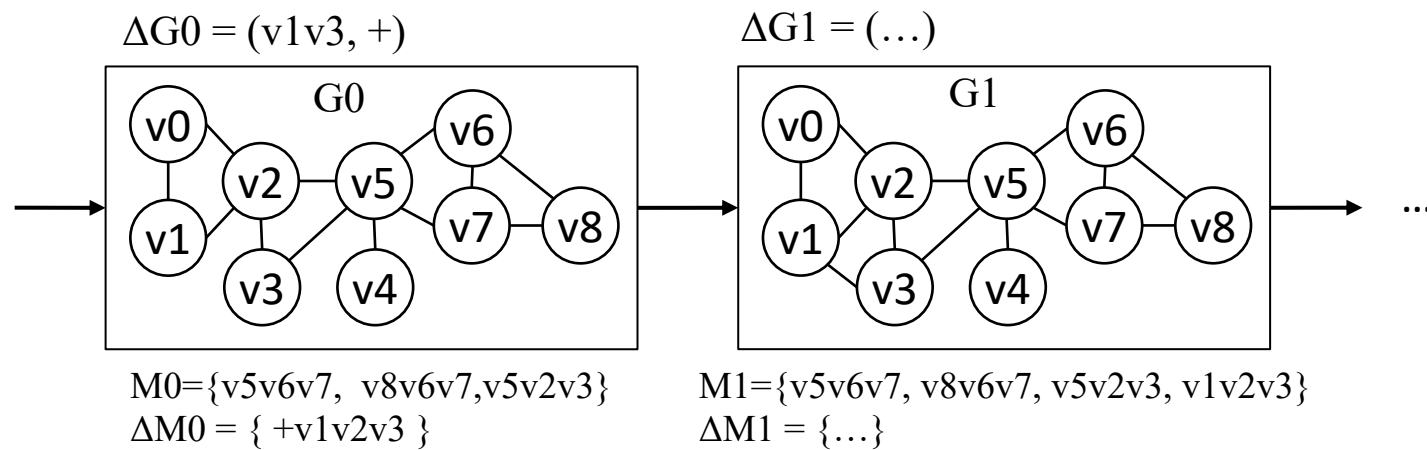 ΔG0 = (v1v3, +)
ΔG1 = (…)
G0
v0
v6
v2
v5
v1
v7
v8
v3
v4
G1
v0
v6
v2
v5
v1
v7
v8
v3
v4
...
M0={v5v6v7, v8v6v7,v5v2v3}
ΔM0 = { +v1v2v3 }
M1={v5v6v7, v8v6v7, v5v2v3, v1v2v3}
ΔM1 = {…}